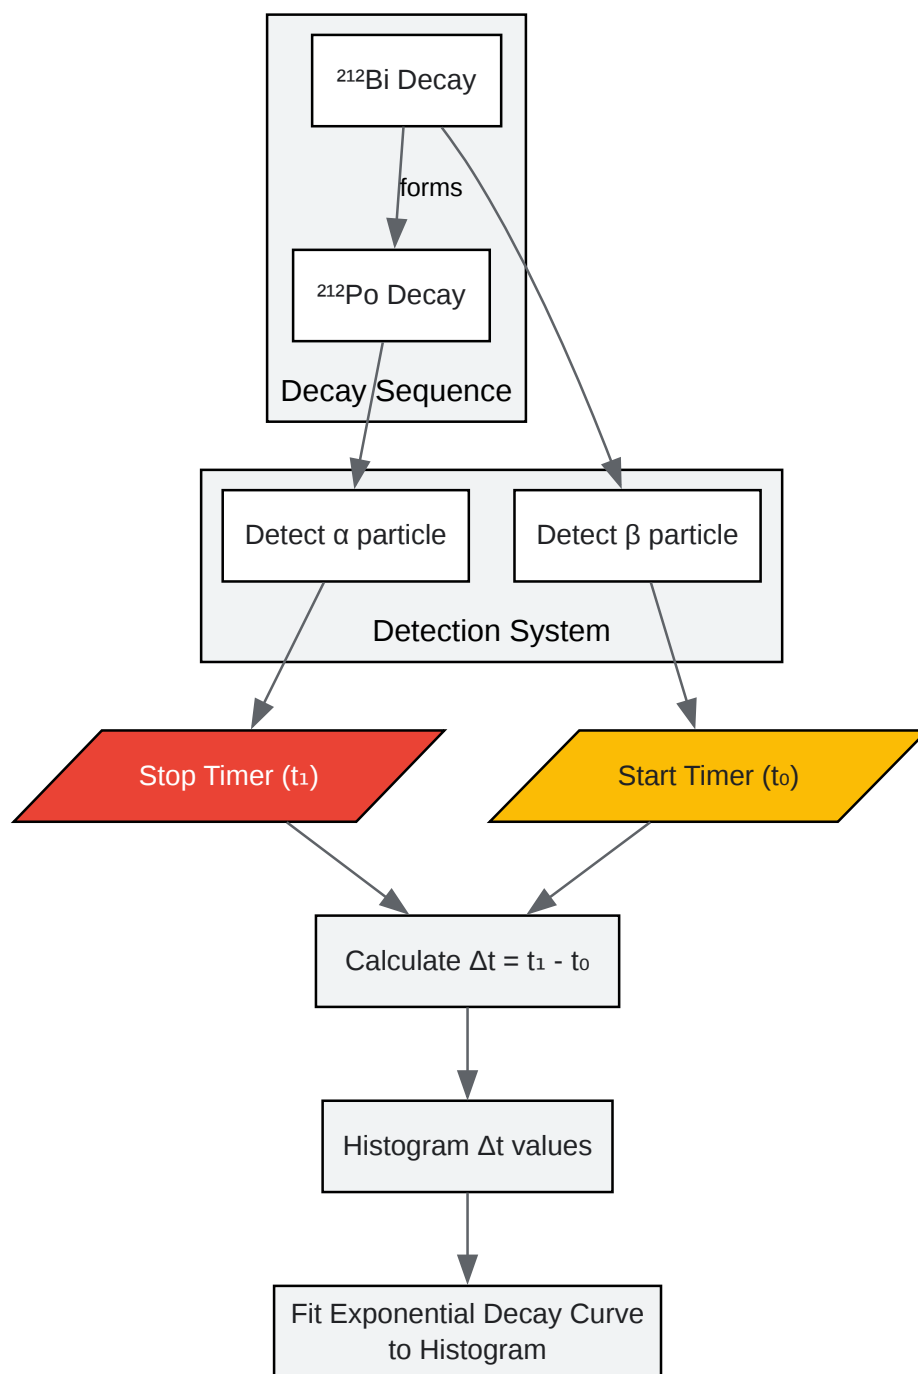 ²¹²Bi Decay
forms
²¹²Po Decay
Decay Sequence
Detect α particle
Detect β particle
Detection System
Stop Timer (t₁)
Start Timer (t₀)
Calculate Δt = t₁ - t₀
Histogram Δt values
Fit Exponential Decay Curve
to Histogram